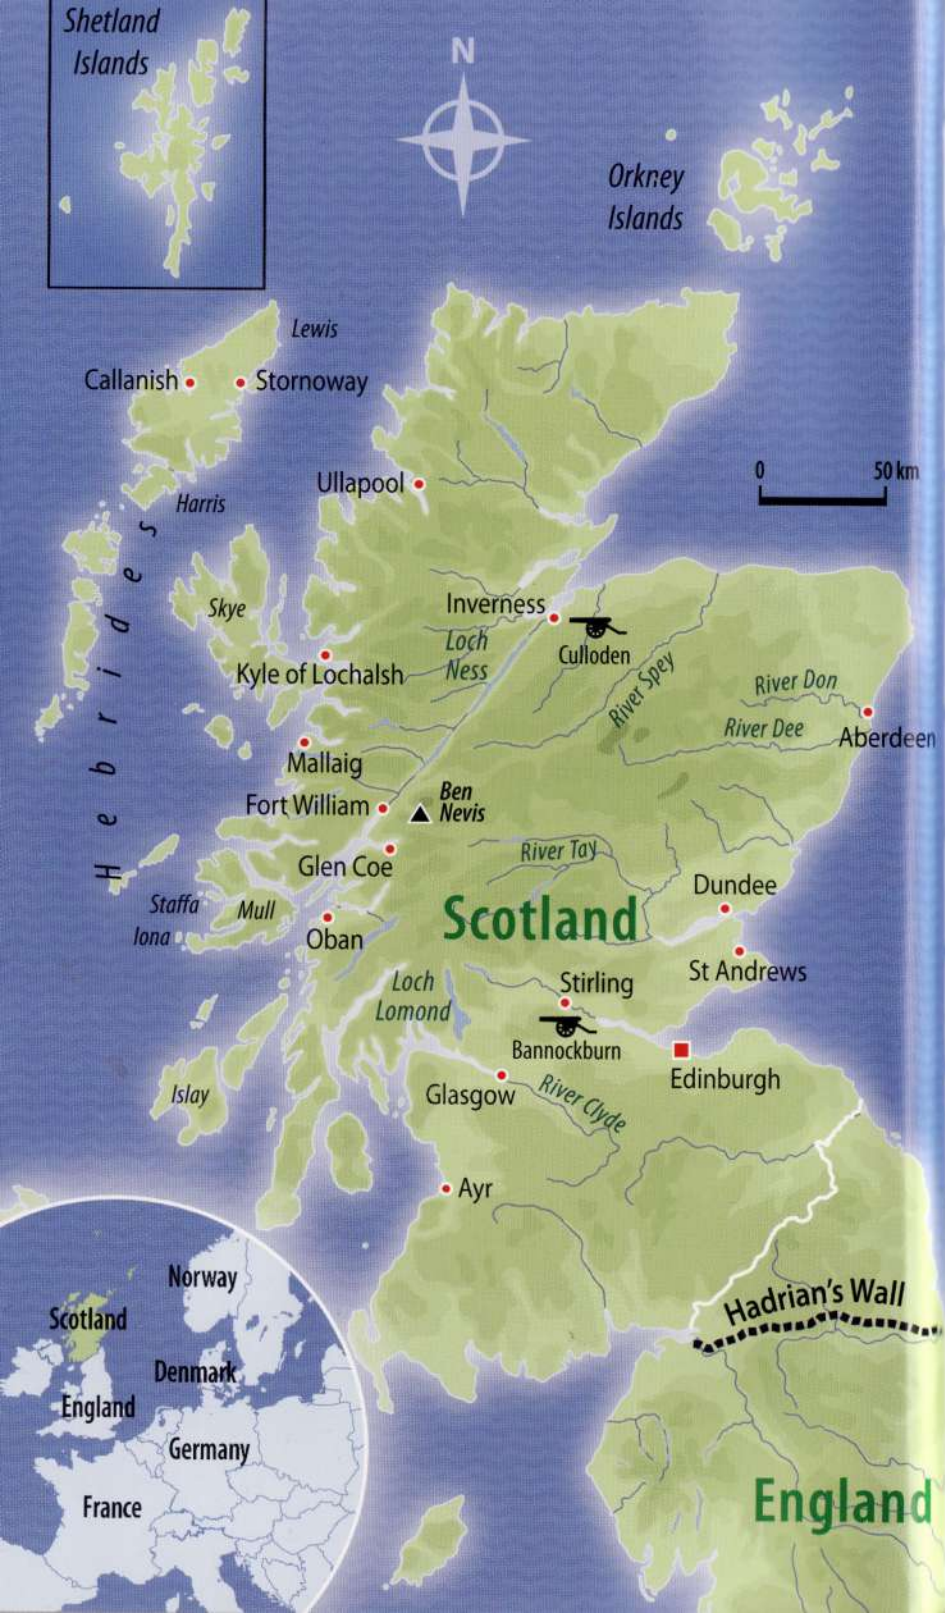 Shetland
Islands
N
Orkney
Islands
Lewis
Callanish
Stornoway
Ullapool
0
50 km
Harris
Hebrides
Skye
Inverness
Loch
Ness
Culloden
Kyle of Lochalsh
River Spey
River Don
River Dee
Aberdeen
Mallaig
Fort William
Ben
Nevis
Glen Coe
River Tay
Dundee
Staffa
Mull
Iona
Oban
Scotland
St Andrews
Loch
Lomond
Stirling
Bannockburn
Edinburgh
Islay
Glasgow
River Clyde
Ayr
Hadrian's Wall
Norway
Scotland
Denmark
England
Germany
France
England